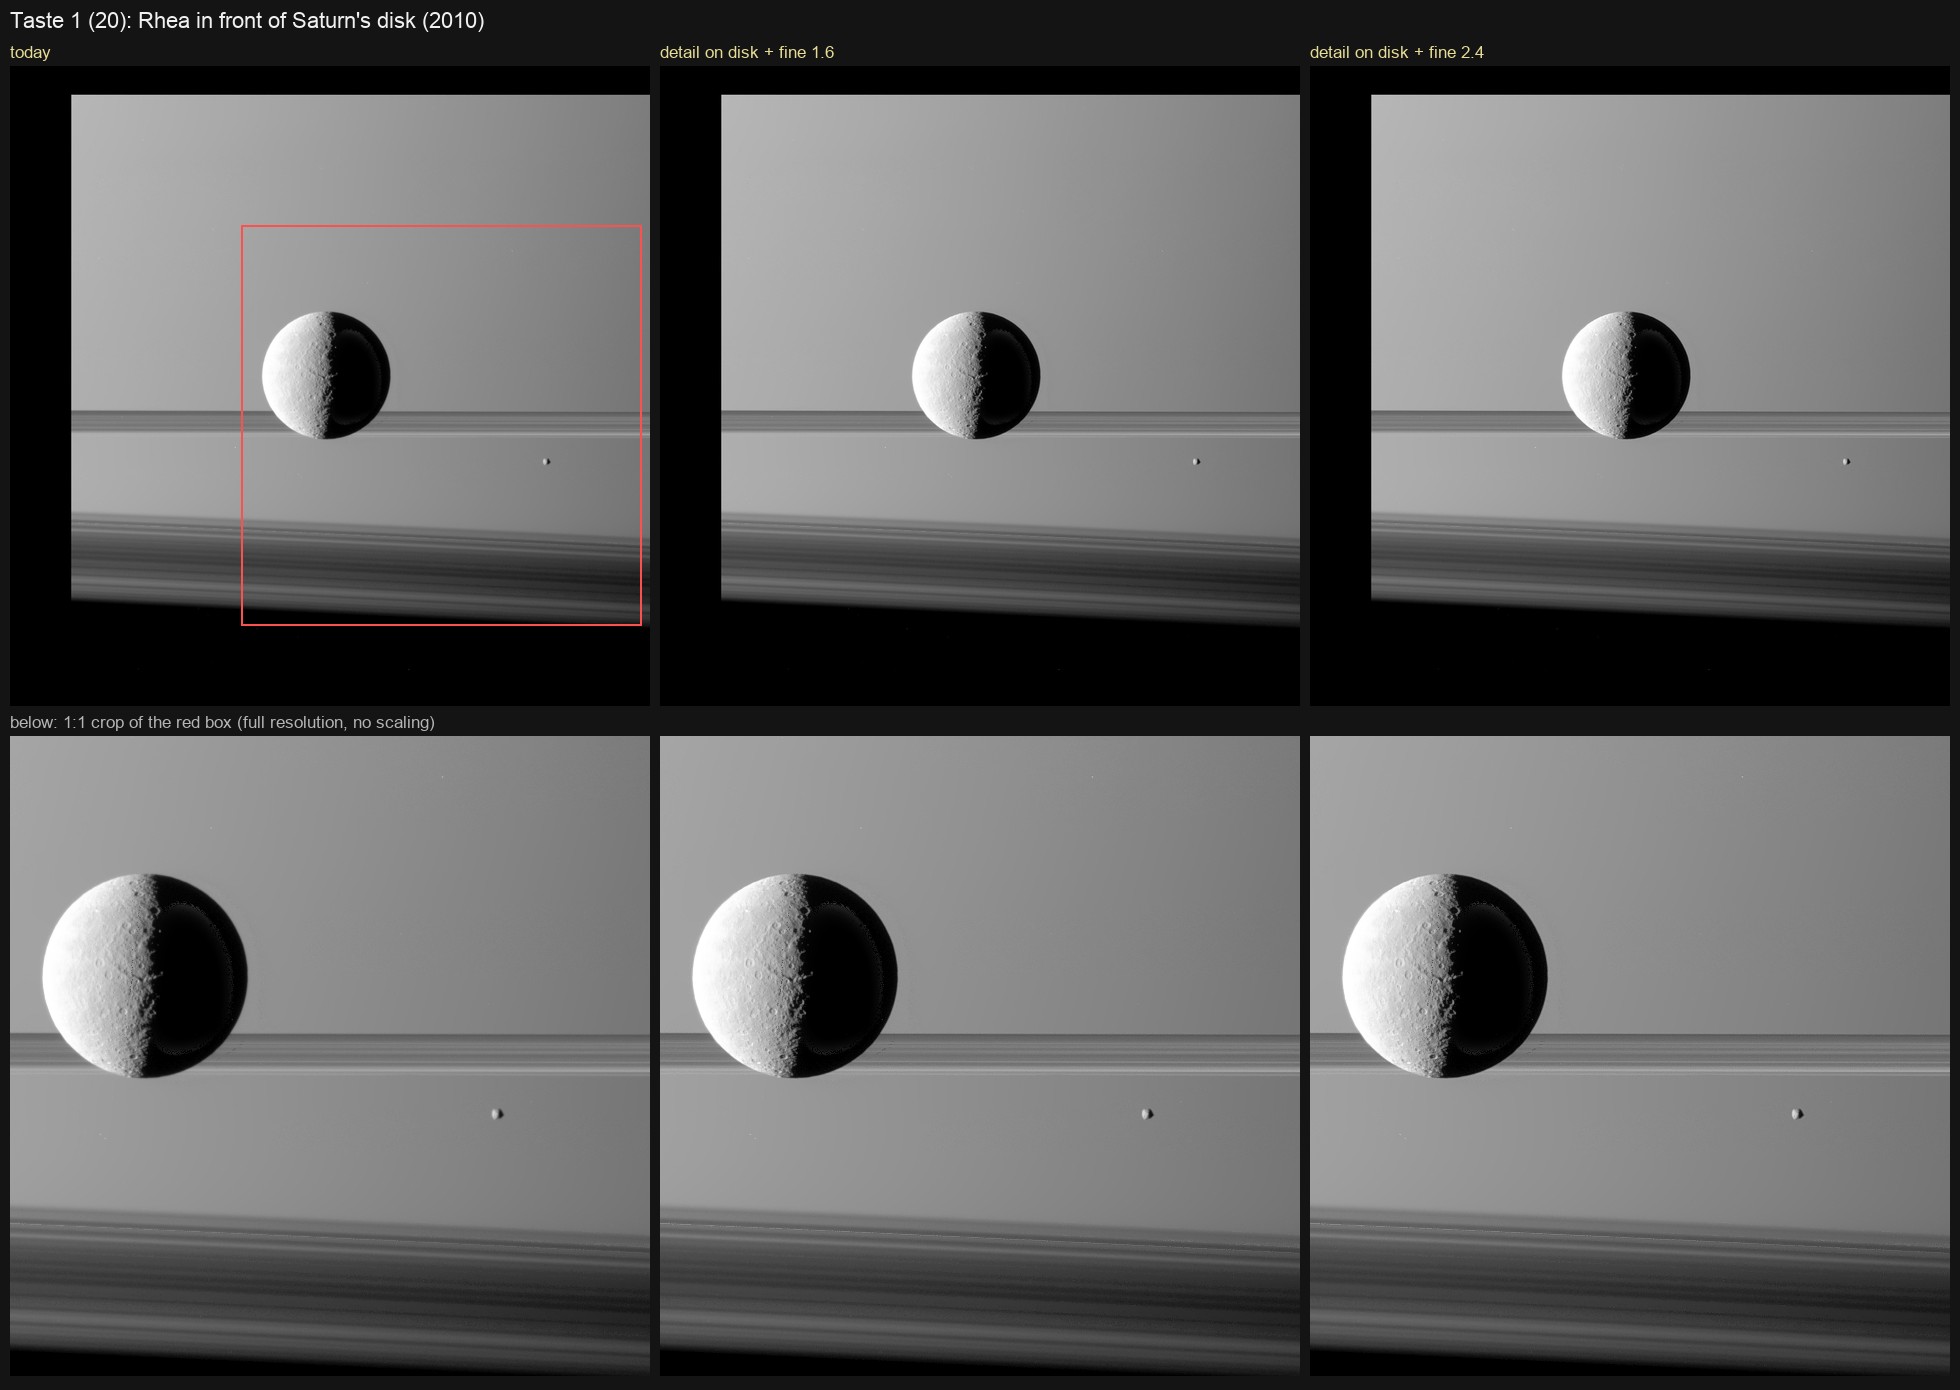 Taste 1 (20): Rhea in front of Saturn's disk (2010)
today
detail on disk + fine 1.6
detail on disk + fine 2.4
below: 1:1 crop of the red box (full resolution, no scaling)